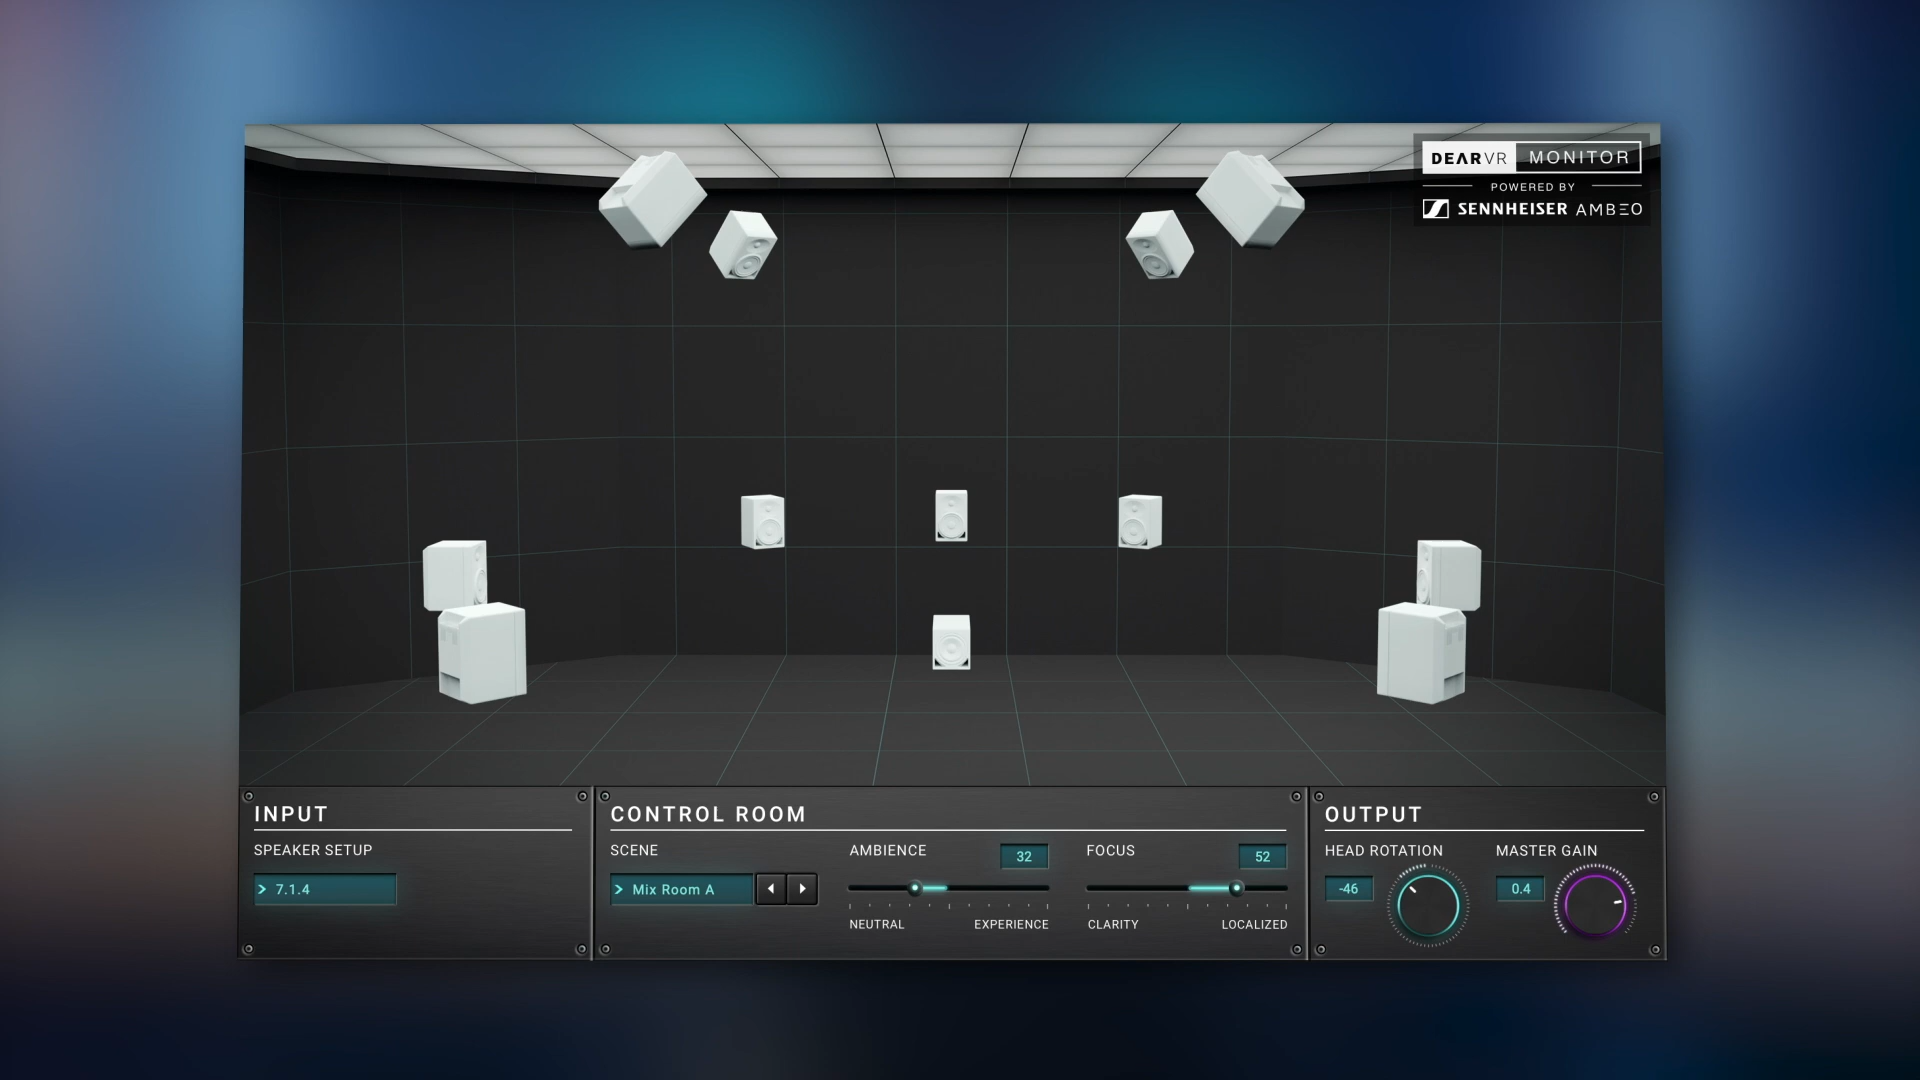 DEARVR MONITOR
POWERED BY
SENNHEISER AMBEO
INPUT
SPEAKER SETUP
7.1.4
CONTROL ROOM
SCENE
Mix Room A
AMBIENCE
32
NEUTRAL EXPERIENCE
FOCUS
52
CLARITY LOCALIZED
OUTPUT
HEAD ROTATION
-46
MASTER GAIN
0.4